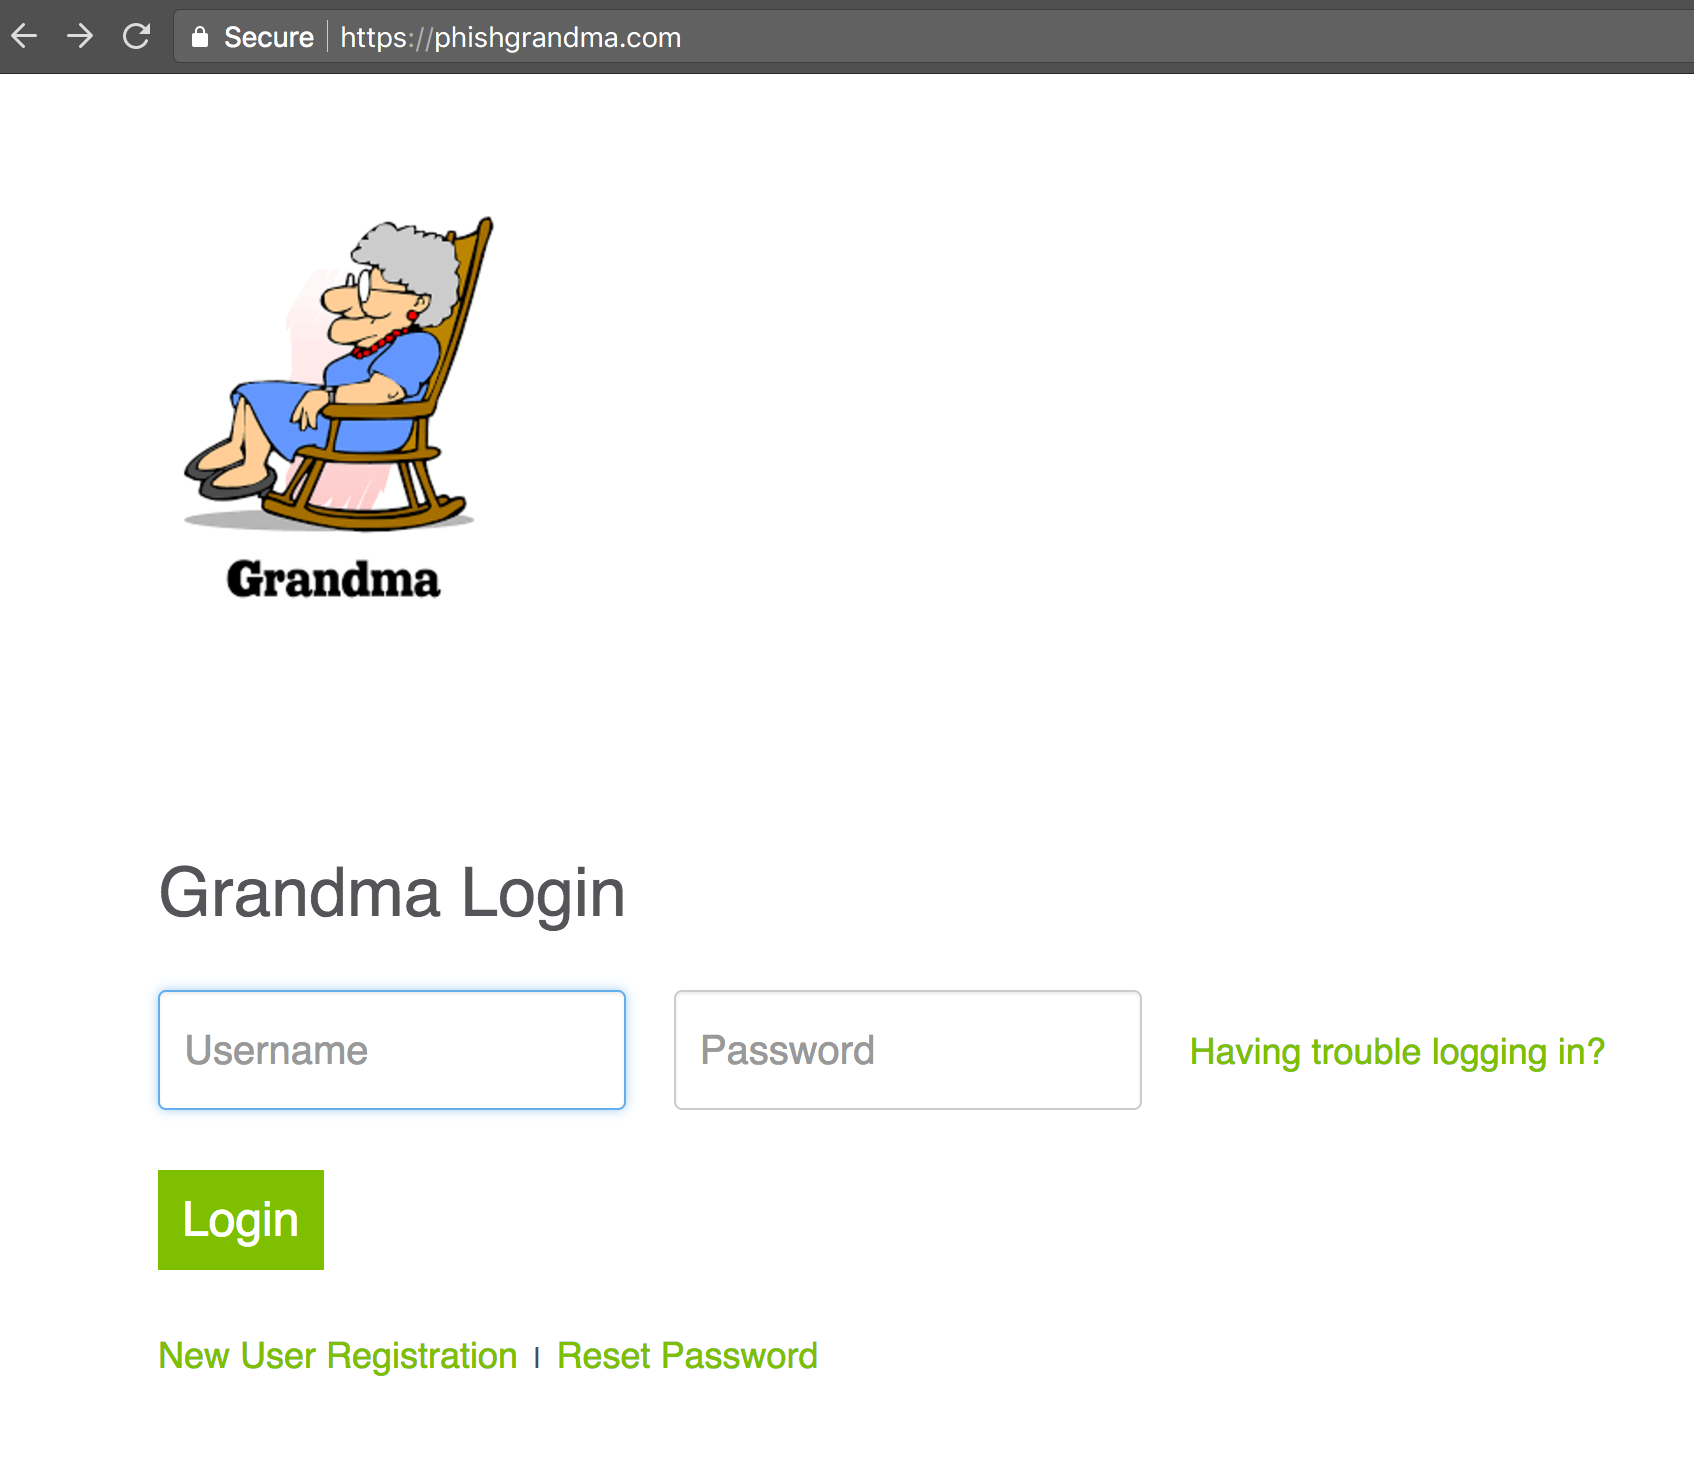 Secure https://phishgrandma.com
Grandma
Grandma Login
Username Password Having trouble logging in?
Login
New User Registration | Reset Password